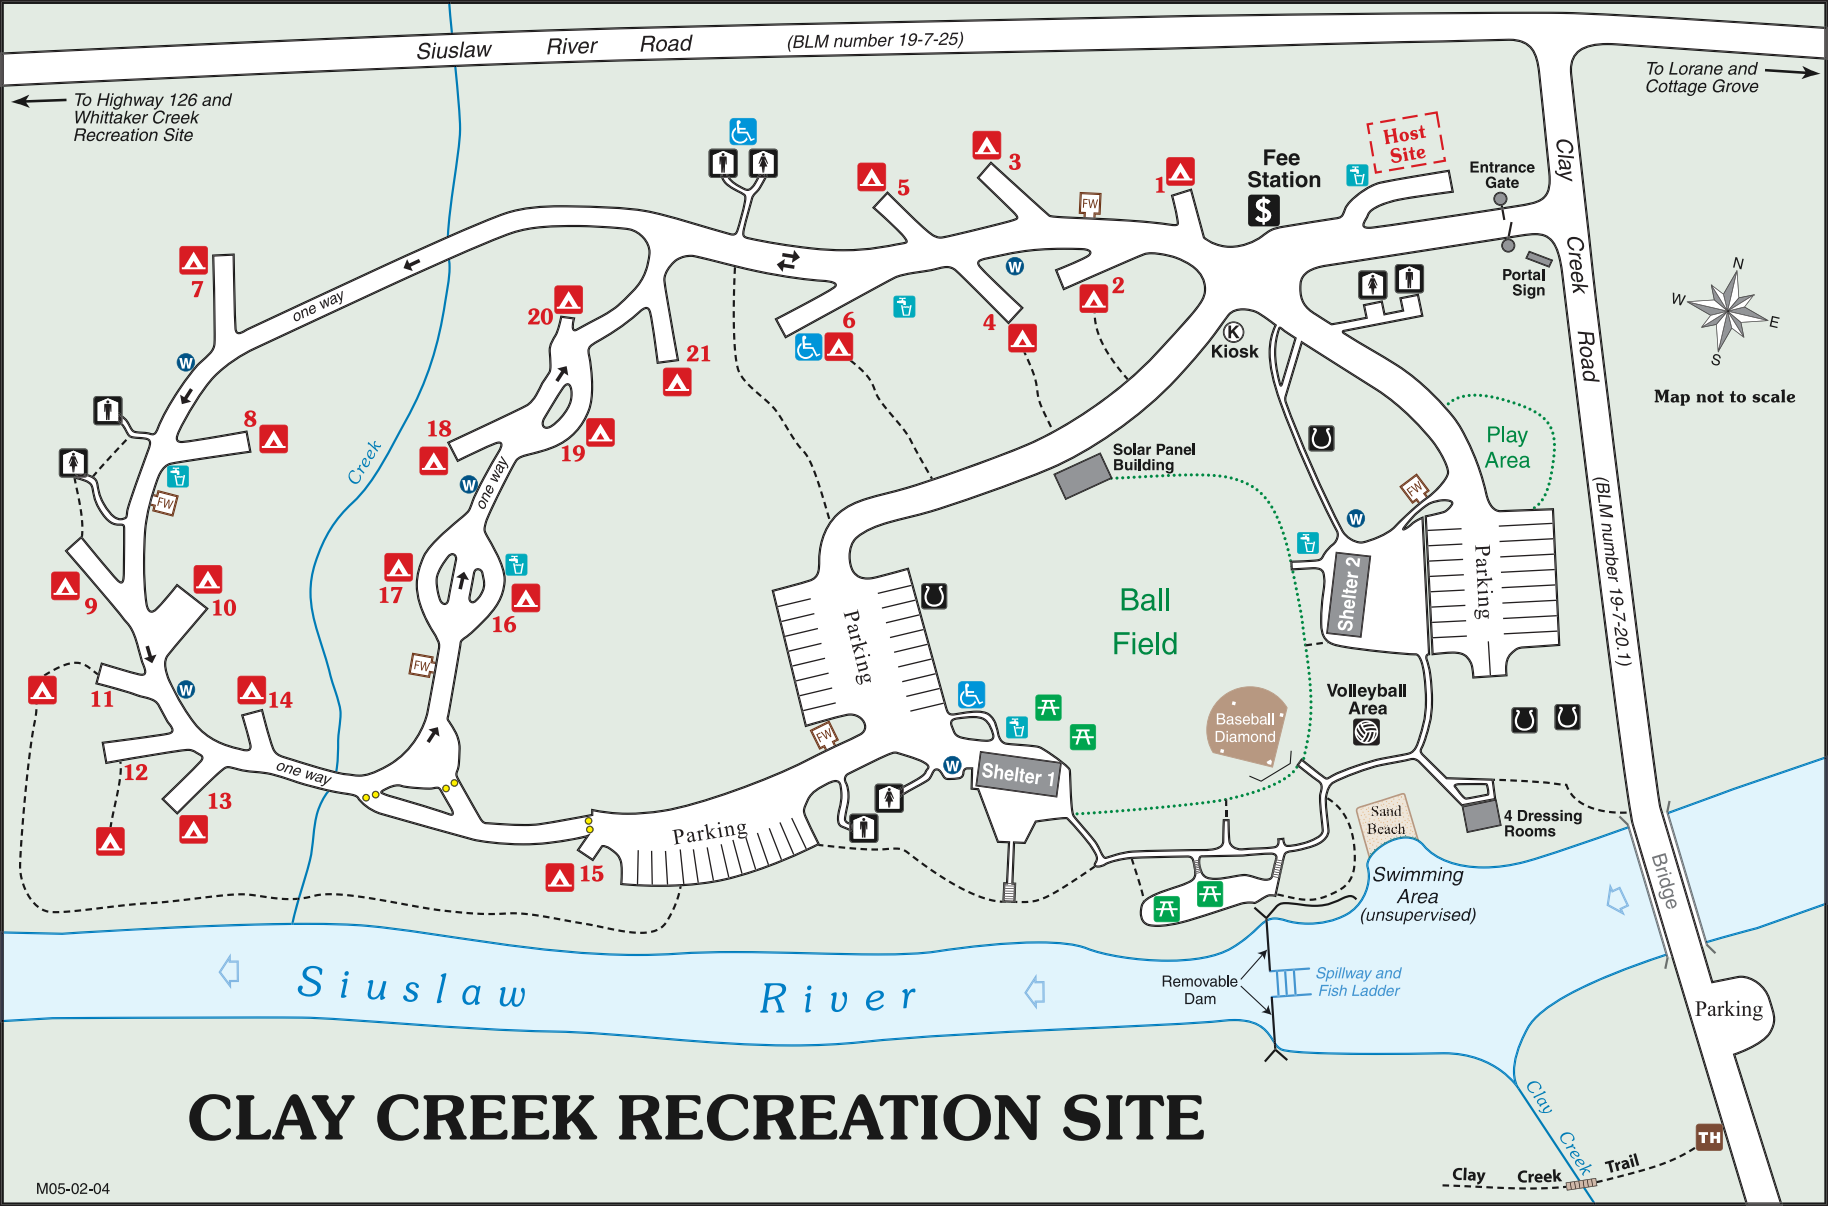 Siuslaw River Road (BLM number 19-7-25)
To Highway 126 and
Whittaker Creek
Recreation Site
To Lorane and
Cottage Grove
Clay Creek Road (BLM number 19-7-20.1)
Host
Site
Entrance
Gate
Portal
Sign
Fee
Station
$
K
Kiosk
N
W
E
S
Map not to scale
1
2
3
4
5
6
7
8
9
10
11
12
13
14
15
16
17
18
19
20
21
FW
FW
FW
FW
FW
W
W
W
W
W
W
one way
one way
one way
Creek
Solar Panel
Building
Play
Area
Parking
Shelter 2
Ball
Field
Parking
Volleyball
Area
Baseball
Diamond
Shelter 1
Parking
Sand
Beach
4 Dressing
Rooms
Swimming
Area
(unsupervised)
Bridge
Removable
Dam
Spillway and
Fish Ladder
Siuslaw River
Parking
CLAY CREEK RECREATION SITE
Clay Creek
TH
Clay Creek Trail
M05-02-04